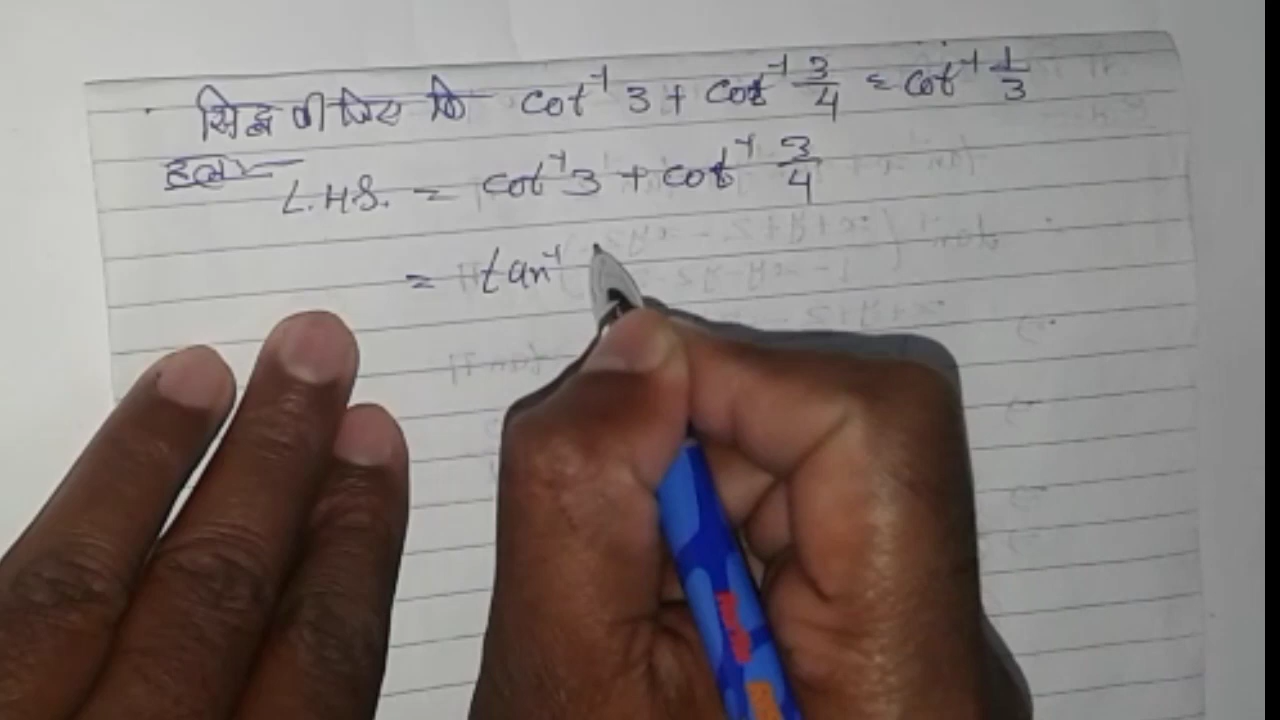 सिद्ध कीजिए कि cot⁻¹ 3 + cot⁻¹ 3/4 = cot⁻¹ 1/3
हल:-
L.H.S. = cot⁻¹ 3 + cot⁻¹ 3/4
= tan⁻¹